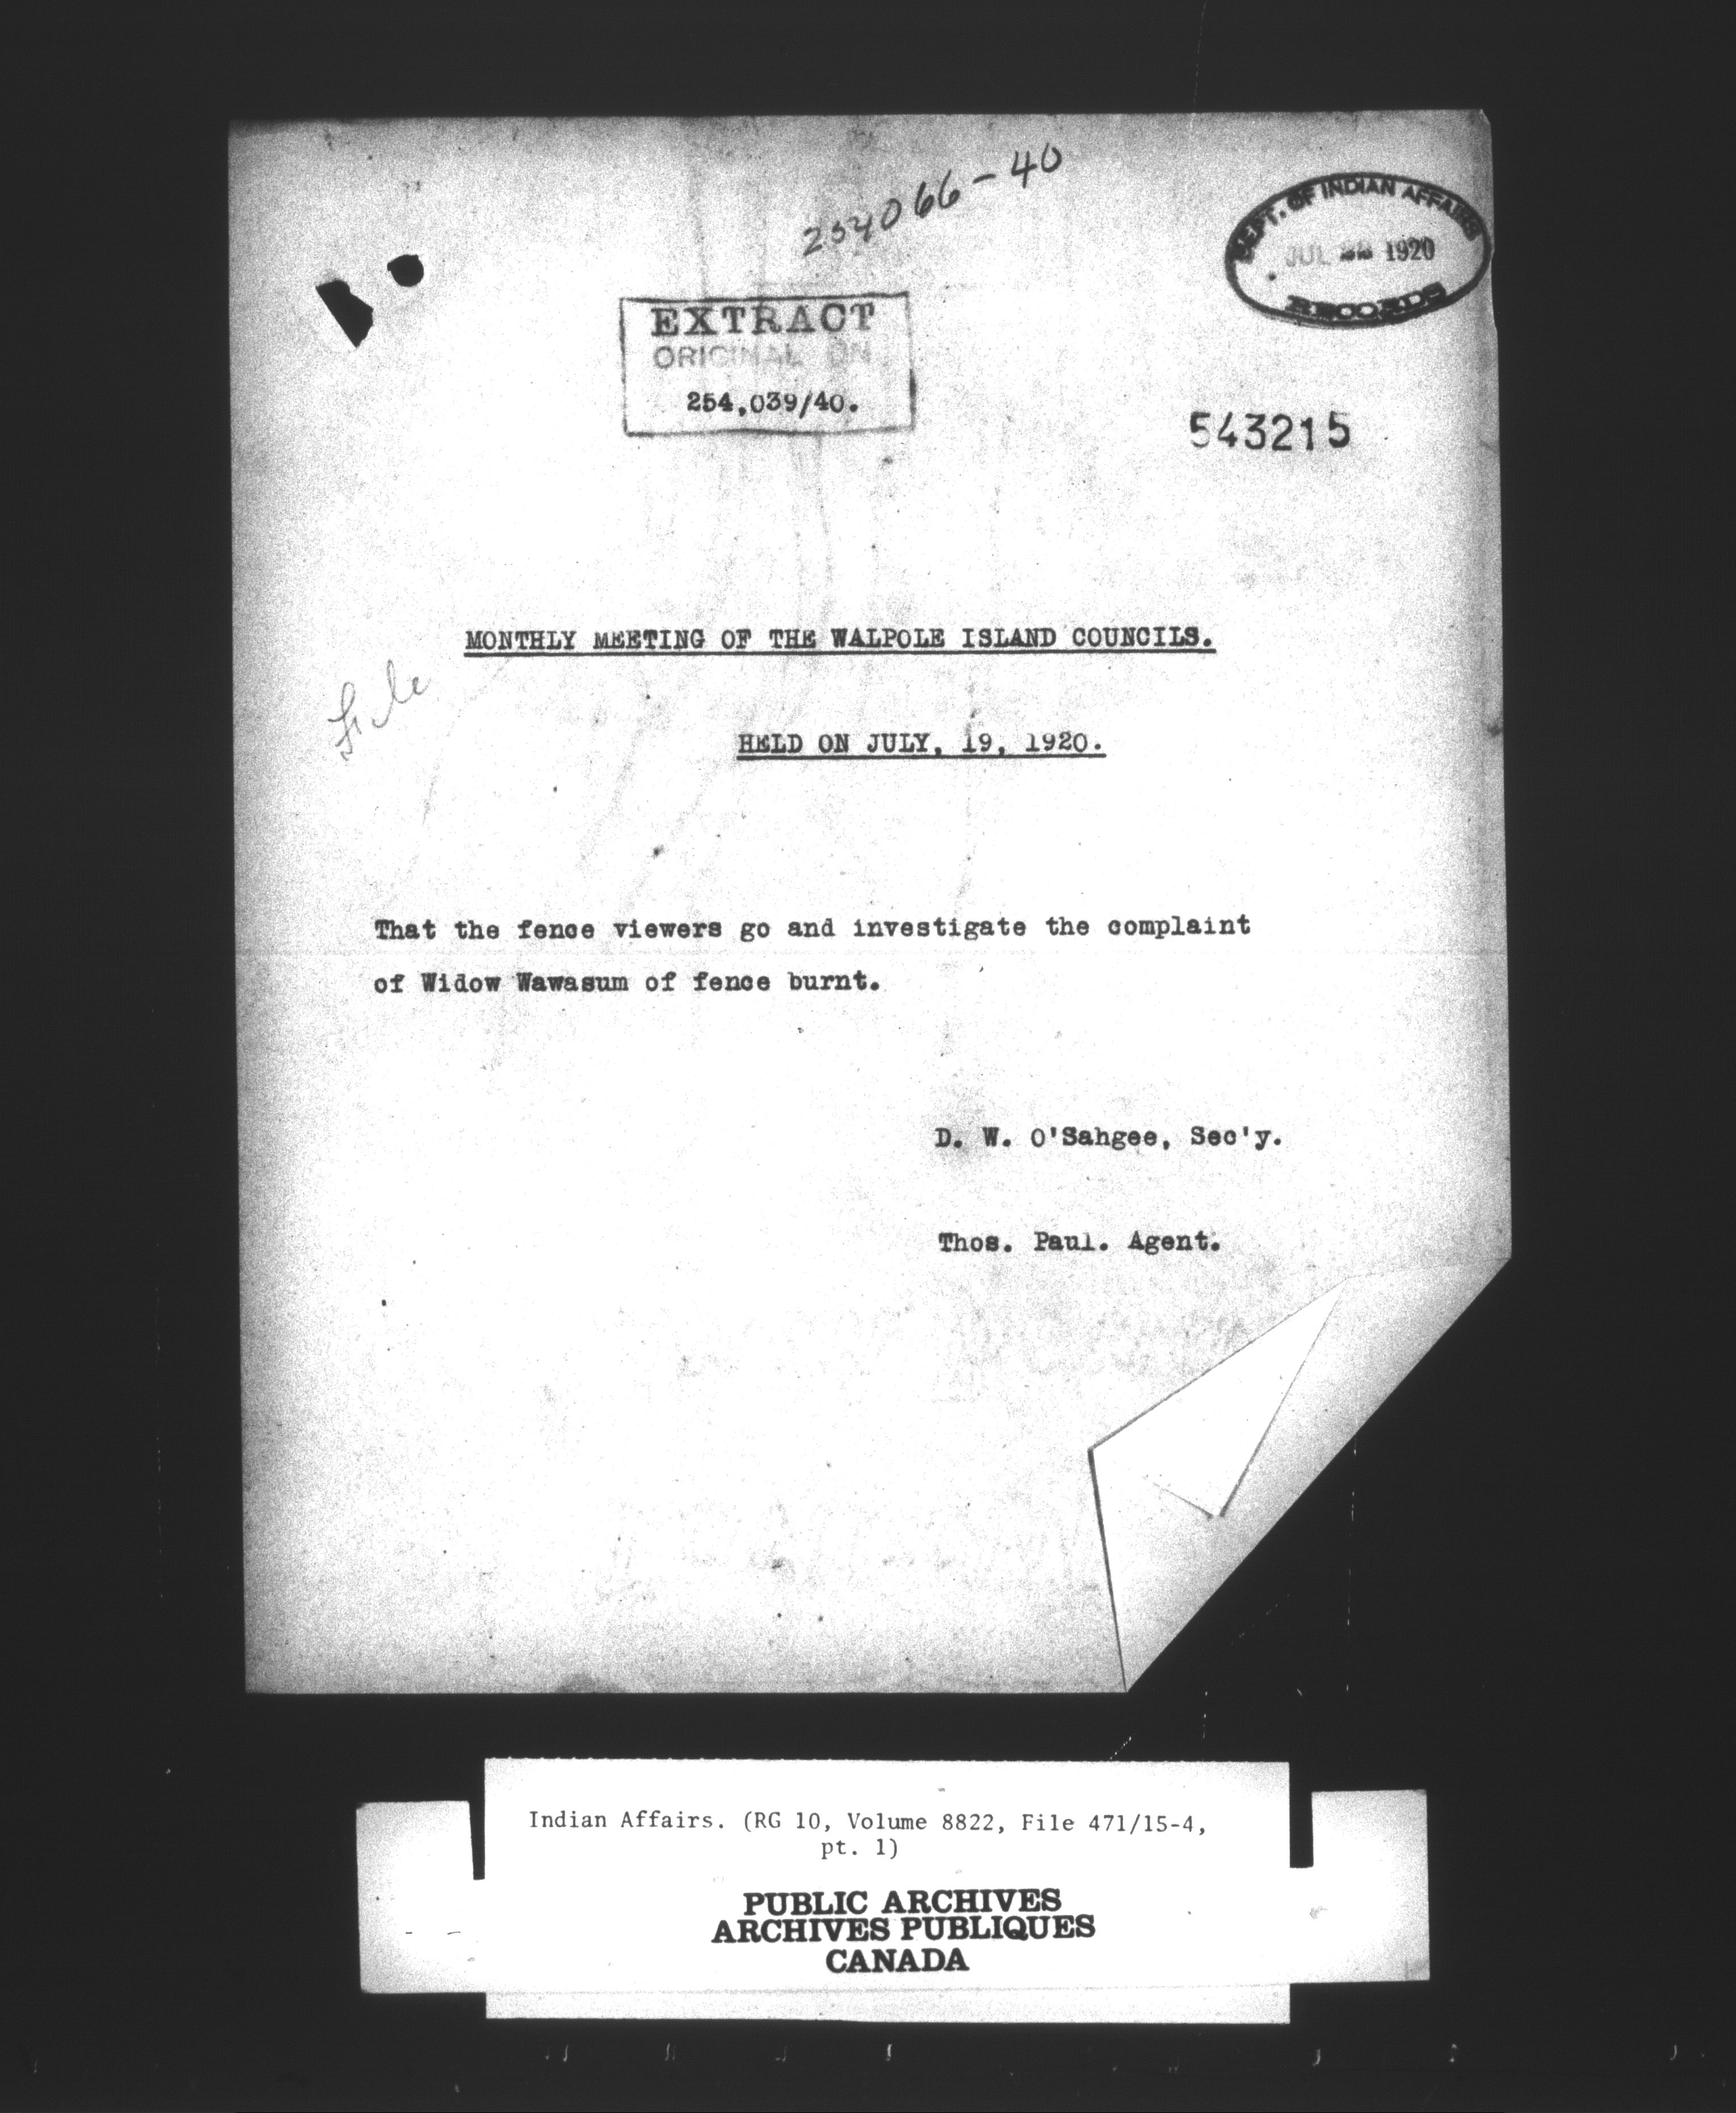 254066-40
DEPT. OF INDIAN AFFAIRS
JUL 1920
RECORDS
EXTRACT
ORIGINAL ON
254,039/40.
543215
MONTHLY MEETING OF THE WALPOLE ISLAND COUNCILS.
File
HELD ON JULY, 19, 1920.
That the fence viewers go and investigate the complaint
of Widow Wawasum of fence burnt.
D. W. O'Sahgee, Sec'y.
Thos. Paul. Agent.
Indian Affairs. (RG 10, Volume 8822, File 471/15-4,
pt. 1)
PUBLIC ARCHIVES
ARCHIVES PUBLIQUES
CANADA